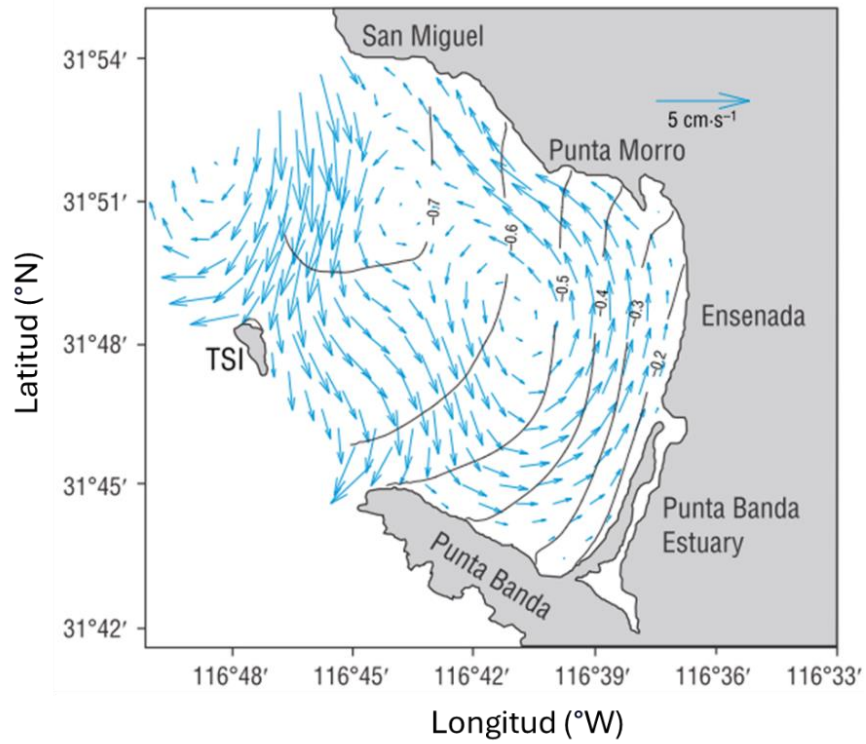 San Miguel
31°54′
5 cm·s⁻¹
Punta Morro
31°51′
−0.7
−0.6
−0.5
−0.4
−0.3
−0.2
Ensenada
31°48′
TSI
Latitud (°N)
31°45′
Punta Banda
Estuary
Punta Banda
31°42′
116°48′ 116°45′ 116°42′ 116°39′ 116°36′ 116°33′
Longitud (°W)